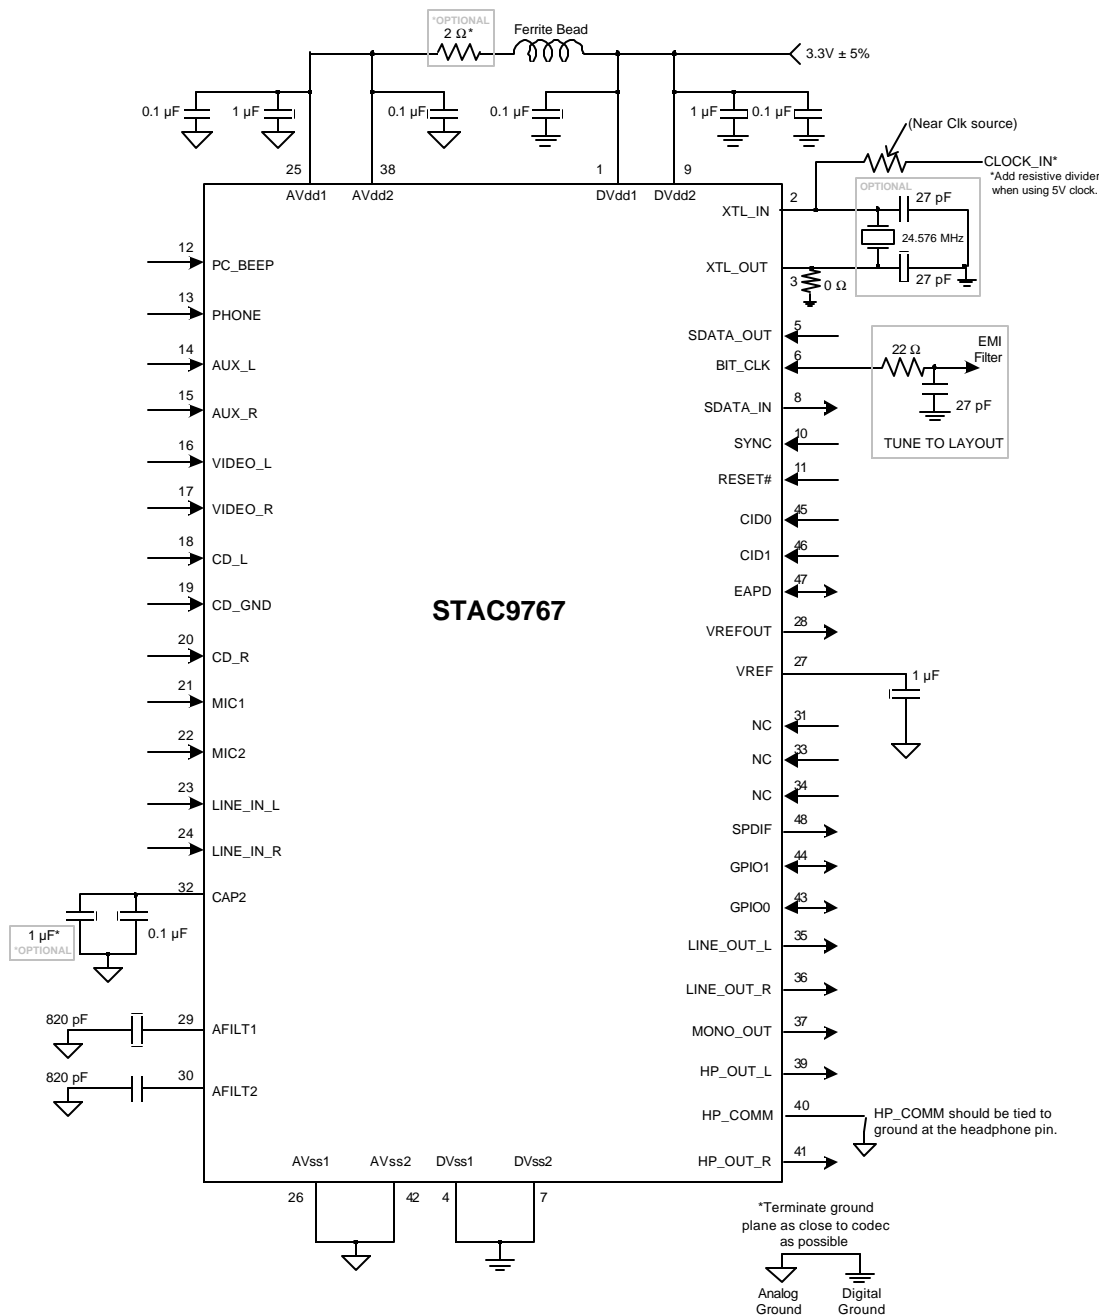 *OPTIONAL
2 Ω*
Ferrite Bead
3.3V ± 5%
0.1 µF
1 µF
0.1 µF
0.1 µF
1 µF
0.1 µF
(Near Clk source)
CLOCK_IN*
*Add resistive divider
when using 5V clock.
25
38
1
9
AVdd1
AVdd2
DVdd1
DVdd2
OPTIONAL
2
XTL_IN
27 pF
24.576 MHz
XTL_OUT
3
0 Ω
27 pF
12
PC_BEEP
13
PHONE
14
AUX_L
15
AUX_R
16
VIDEO_L
17
VIDEO_R
18
CD_L
19
CD_GND
20
CD_R
21
MIC1
22
MIC2
23
LINE_IN_L
24
LINE_IN_R
32
CAP2
1 µF*
*OPTIONAL
0.1 µF
820 pF
29
AFILT1
820 pF
30
AFILT2
STAC9767
SDATA_OUT
5
BIT_CLK
6
22 Ω
EMI
Filter
27 pF
TUNE TO LAYOUT
SDATA_IN
8
SYNC
10
RESET#
11
CID0
45
CID1
46
EAPD
47
VREFOUT
28
VREF
27
1 µF
NC
31
NC
33
NC
34
SPDIF
48
GPIO1
44
GPIO0
43
LINE_OUT_L
35
LINE_OUT_R
36
MONO_OUT
37
HP_OUT_L
39
HP_COMM
40
HP_COMM should be tied to
ground at the headphone pin.
HP_OUT_R
41
AVss1
AVss2
DVss1
DVss2
26
42
4
7
*Terminate ground
plane as close to codec
as possible
Analog
Ground
Digital
Ground